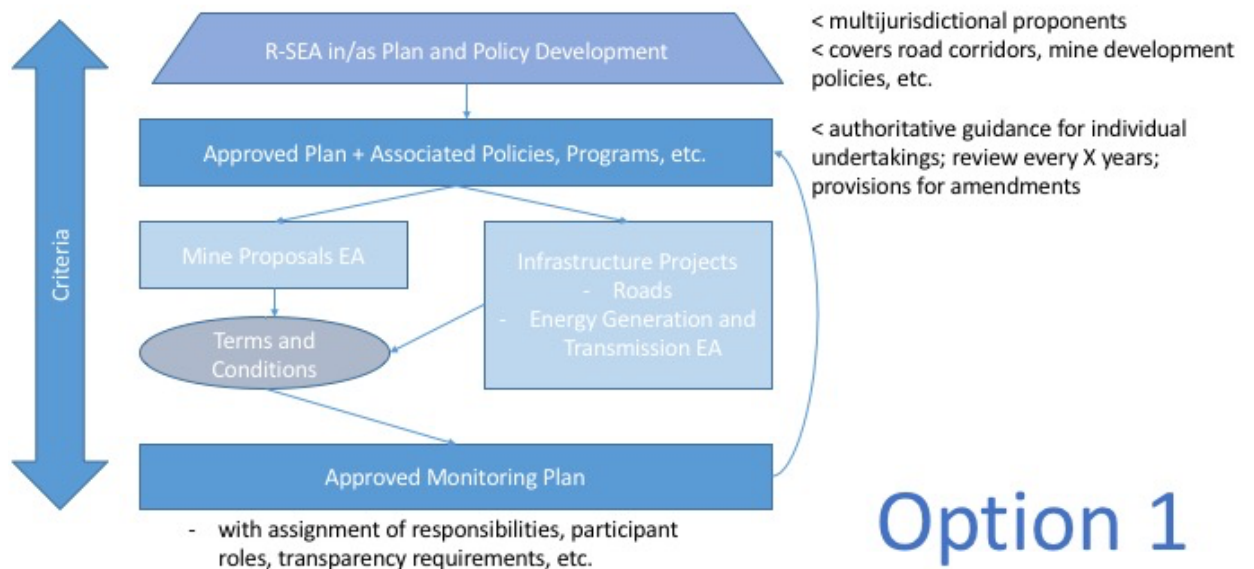 R-SEA in/as Plan and Policy Development
< multijurisdictional proponents
< covers road corridors, mine development
policies, etc.
Approved Plan + Associated Policies, Programs, etc.
< authoritative guidance for individual
undertakings; review every X years;
provisions for amendments
Criteria
Mine Proposals EA
Infrastructure Projects
- Roads
- Energy Generation and
Transmission EA
Terms and
Conditions
Approved Monitoring Plan
- with assignment of responsibilities, participant
roles, transparency requirements, etc.
Option 1